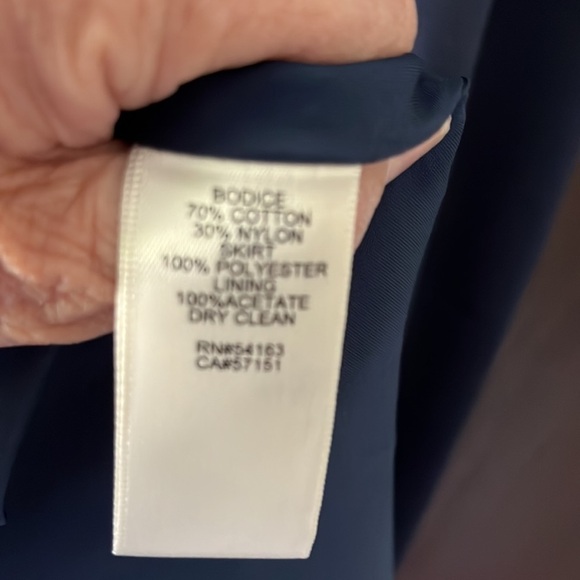 BODICE
70% COTTON
30% NYLON
SKIRT
100% POLYESTER
LINING
100%ACETATE
DRY CLEAN
RN#54163
CA#57151